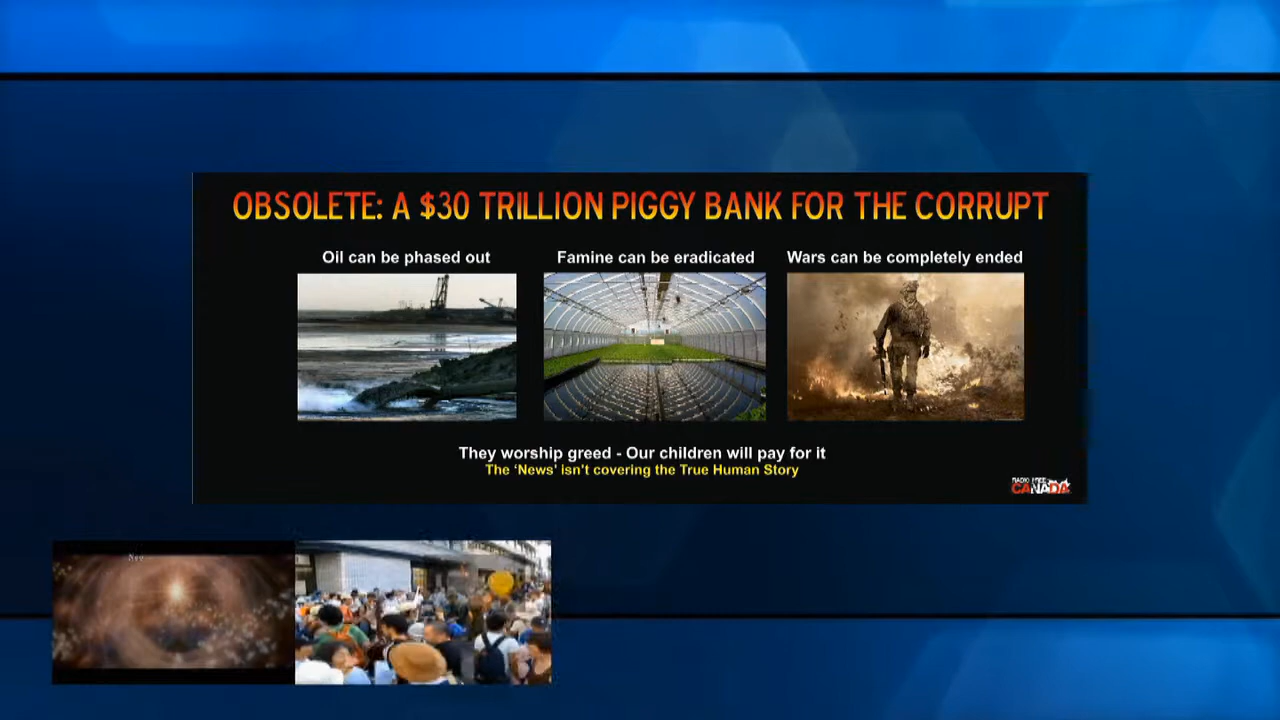 OBSOLETE: A $30 TRILLION PIGGY BANK FOR THE CORRUPT
Oil can be phased out
Famine can be eradicated
Wars can be completely ended
They worship greed - Our children will pay for it
The 'News' isn't covering the True Human Story
RADIO FREE
CANADA